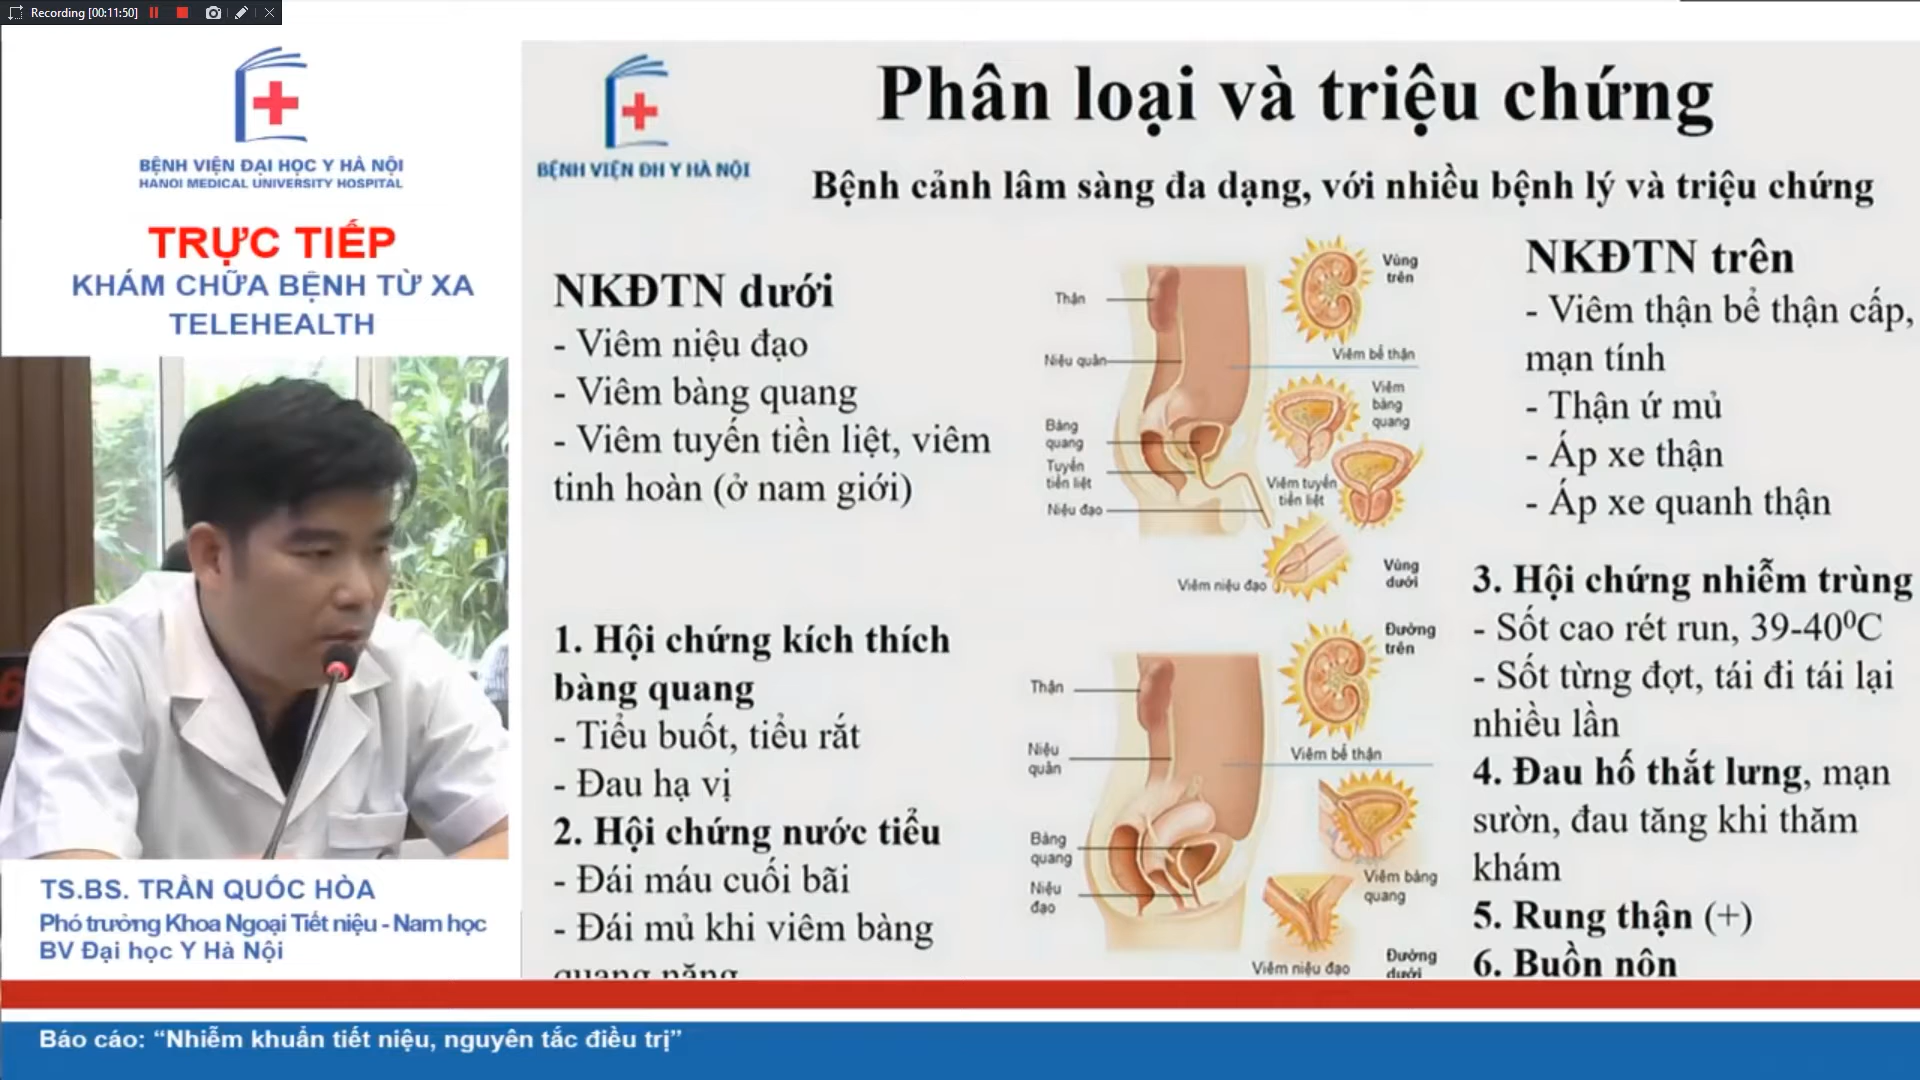 Recording [00:11:50]
BỆNH VIỆN ĐẠI HỌC Y HÀ NỘI
HANOI MEDICAL UNIVERSITY HOSPITAL
TRỰC TIẾP
KHÁM CHỮA BỆNH TỪ XA
TELEHEALTH
TS.BS. TRẦN QUỐC HÒA
Phó trưởng Khoa Ngoại Tiết niệu - Nam học
BV Đại học Y Hà Nội
BỆNH VIỆN ĐH Y HÀ NỘI
Phân loại và triệu chứng
Bệnh cảnh lâm sàng đa dạng, với nhiều bệnh lý và triệu chứng
NKĐTN dưới
- Viêm niệu đạo
- Viêm bàng quang
- Viêm tuyến tiền liệt, viêm
tinh hoàn (ở nam giới)
1. Hội chứng kích thích
bàng quang
- Tiểu buốt, tiểu rắt
- Đau hạ vị
2. Hội chứng nước tiểu
- Đái máu cuối bãi
- Đái mủ khi viêm bàng
quang nặng
Thận
Niệu quản
Bàng
quang
Tuyến
tiền liệt
Niệu đạo
Vùng
trên
Viêm bể thận
Viêm
bàng
quang
Viêm tuyến
tiền liệt
Viêm niệu đạo
Vùng
dưới
Thận
Niệu
quản
Bàng
quang
Niệu
đạo
Đường
trên
Viêm bể thận
Viêm bàng
quang
Viêm niệu đạo
Đường
dưới
NKĐTN trên
- Viêm thận bể thận cấp,
mạn tính
- Thận ứ mủ
- Áp xe thận
- Áp xe quanh thận
3. Hội chứng nhiễm trùng
- Sốt cao rét run, 39-40⁰C
- Sốt từng đợt, tái đi tái lại
nhiều lần
4. Đau hố thắt lưng, mạn
sườn, đau tăng khi thăm
khám
5. Rung thận (+)
6. Buồn nôn
Báo cáo: “Nhiễm khuẩn tiết niệu, nguyên tắc điều trị”